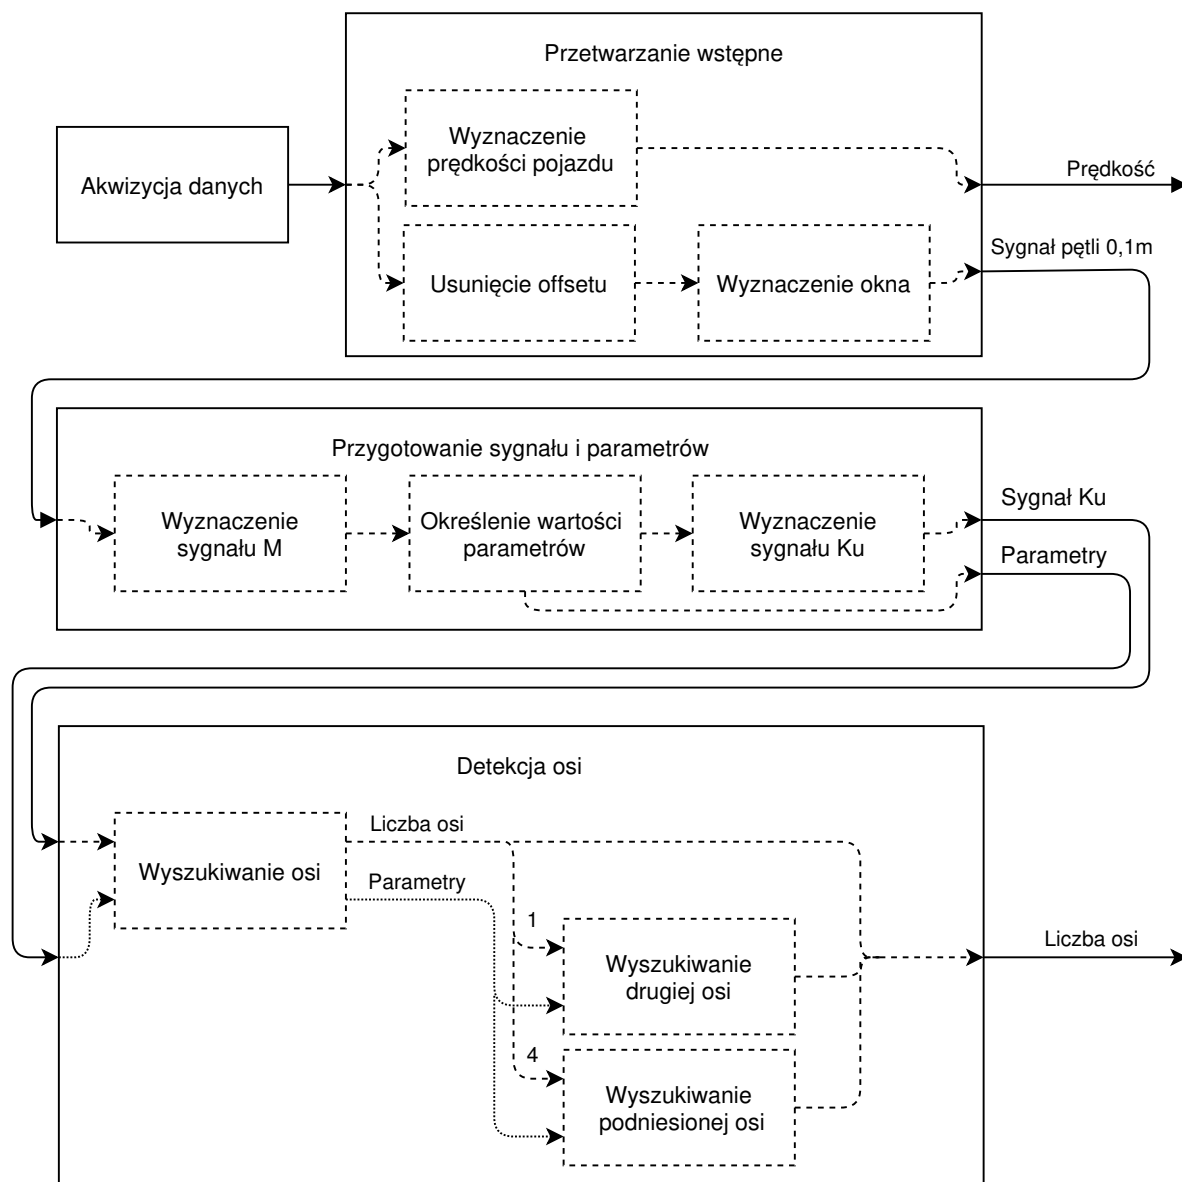 Przetwarzanie wstępne
Akwizycja danych
Wyznaczenie
prędkości pojazdu
Prędkość
Usunięcie offsetu
Wyznaczenie okna
Sygnał pętli 0,1m
Przygotowanie sygnału i parametrów
Wyznaczenie
sygnału M
Określenie wartości
parametrów
Wyznaczenie
sygnału Ku
Sygnał Ku
Parametry
Detekcja osi
Wyszukiwanie osi
Liczba osi
Parametry
1
Wyszukiwanie
drugiej osi
4
Wyszukiwanie
podniesionej osi
Liczba osi